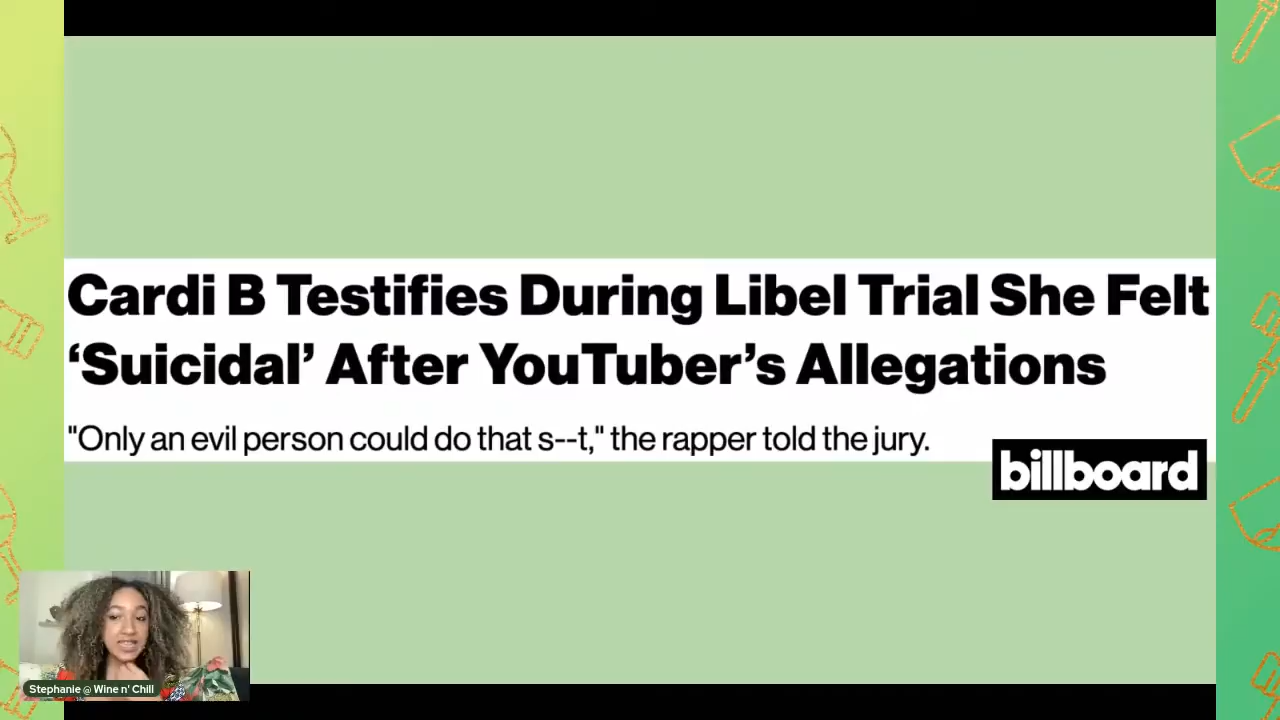 Cardi B Testifies During Libel Trial She Felt
‘Suicidal’ After YouTuber’s Allegations
"Only an evil person could do that s--t," the rapper told the jury.
billboard
Stephanie @ Wine n' Chill